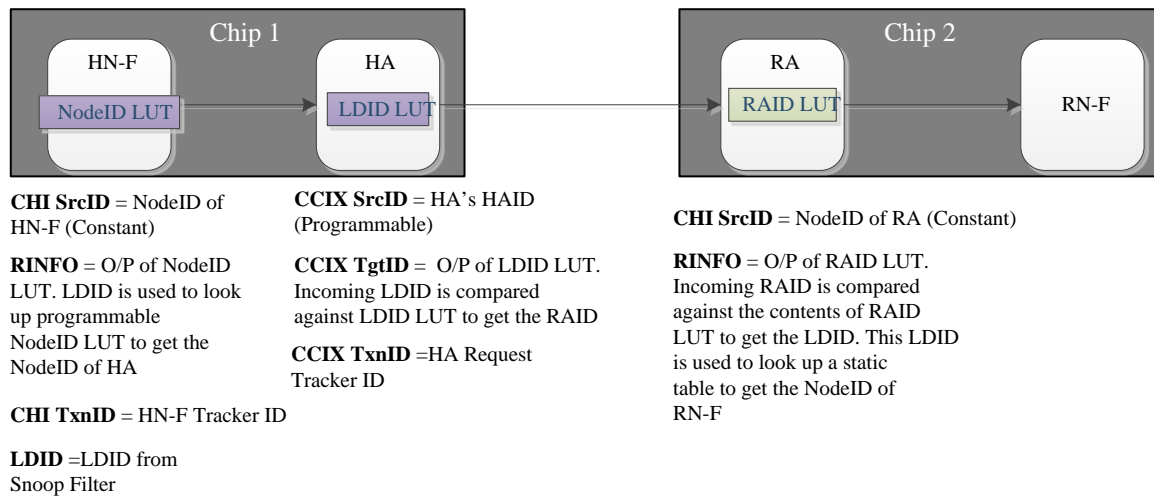 Chip 1
HN-F
NodeID LUT
HA
LDID LUT
Chip 2
RA
RAID LUT
RN-F
CHI SrcID = NodeID of
HN-F (Constant)
RINFO = O/P of NodeID
LUT. LDID is used to look
up programmable
NodeID LUT to get the
NodeID of HA
CHI TxnID = HN-F Tracker ID
LDID =LDID from
Snoop Filter
CCIX SrcID = HA’s HAID
(Programmable)
CCIX TgtID = O/P of LDID LUT.
Incoming LDID is compared
against LDID LUT to get the RAID
CCIX TxnID =HA Request
Tracker ID
CHI SrcID = NodeID of RA (Constant)
RINFO = O/P of RAID LUT.
Incoming RAID is compared
against the contents of RAID
LUT to get the LDID. This LDID
is used to look up a static
table to get the NodeID of
RN-F